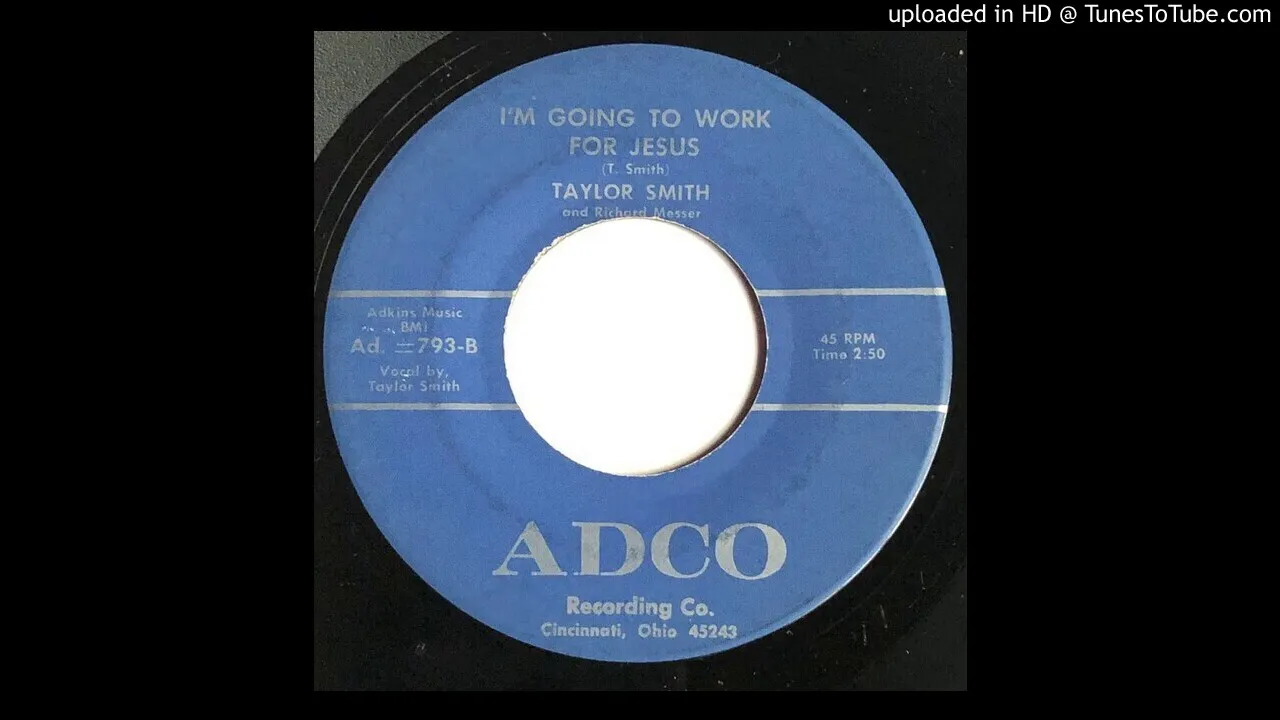 uploaded in HD @ TunesToTube.com
I'M GOING TO WORK
FOR JESUS
(T. Smith)
TAYLOR SMITH
and Richard Messer
Adkins Music
BMI
Ad. =793-B
Vocal by,
Taylor Smith
45 RPM
Time 2:50
ADCO
Recording Co.
Cincinnati, Ohio 45243